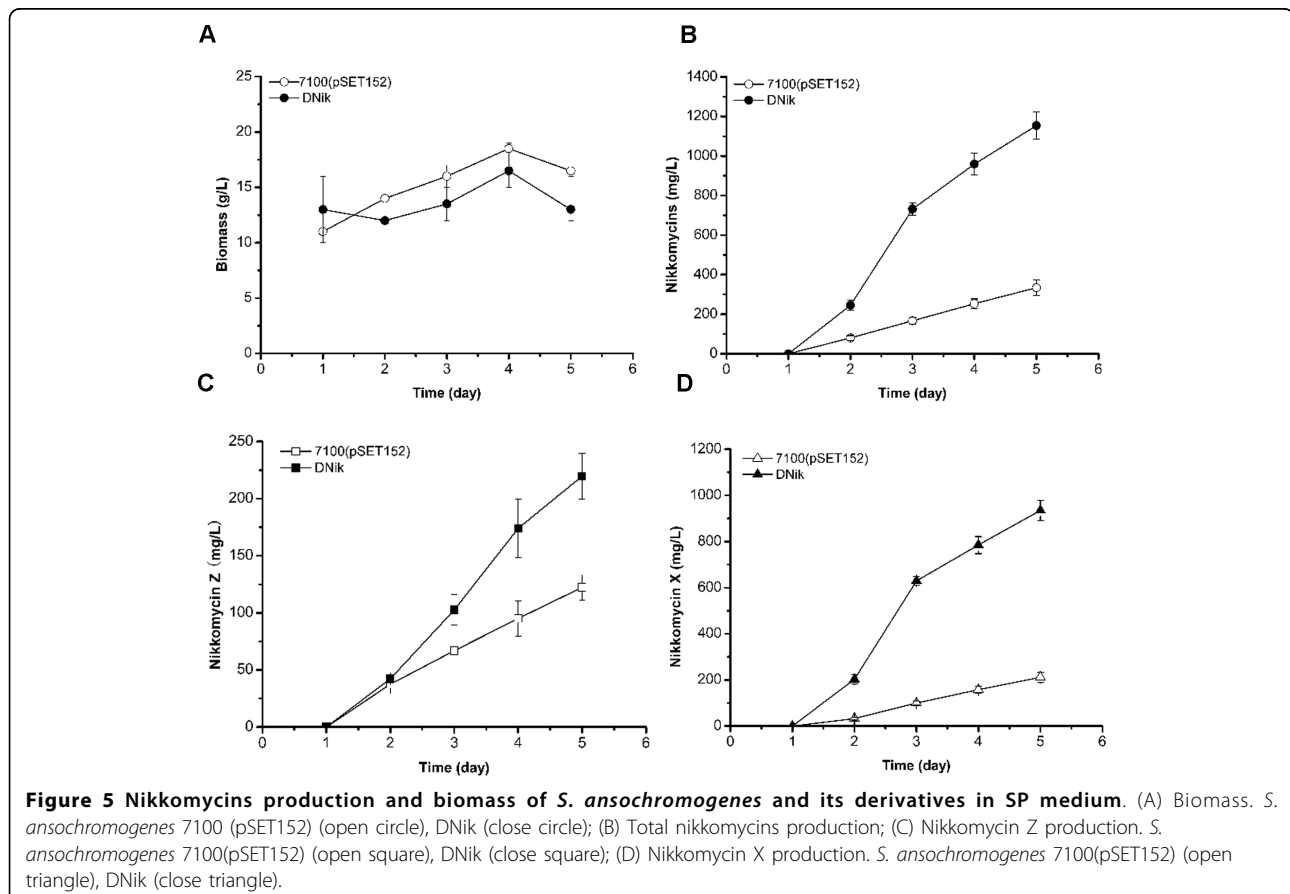 A
7100(pSET152)
DNik
25
20
15
10
5
0
0 1 2 3 4 5 6
Biomass (g/L)
Time (day)
B
7100(pSET152)
DNik
1400
1200
1000
800
600
400
200
0
0 1 2 3 4 5 6
Nikkomycins (mg/L)
Time (day)
C
7100(pSET152)
DNik
250
200
150
100
50
0
0 1 2 3 4 5 6
Nikkomycin Z (mg/L)
Time (day)
D
7100(pSET152)
DNik
1200
1000
800
600
400
200
0
0 1 2 3 4 5 6
Nikkomycin X (mg/L)
Time (day)
Figure 5 Nikkomycins production and biomass of S. ansochromogenes and its derivatives in SP medium. (A) Biomass. S.
ansochromogenes 7100 (pSET152) (open circle), DNik (close circle); (B) Total nikkomycins production; (C) Nikkomycin Z production. S.
ansochromogenes 7100(pSET152) (open square), DNik (close square); (D) Nikkomycin X production. S. ansochromogenes 7100(pSET152) (open
triangle), DNik (close triangle).